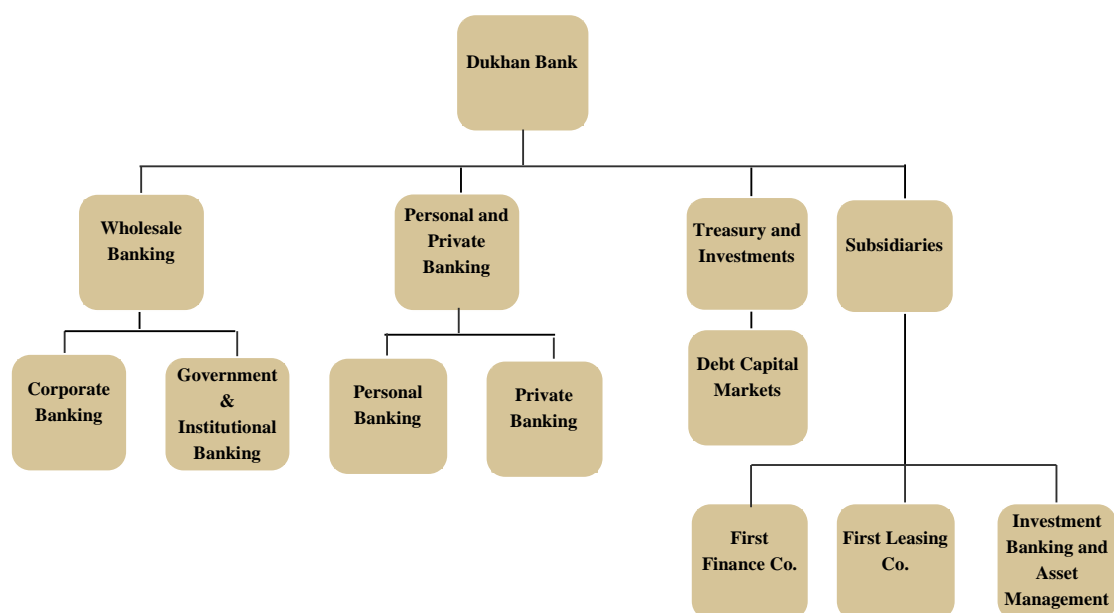 Dukhan Bank
Wholesale
Banking
Personal and
Private
Banking
Treasury and
Investments
Subsidiaries
Corporate
Banking
Government
&
Institutional
Banking
Personal
Banking
Private
Banking
Debt Capital
Markets
First
Finance Co.
First Leasing
Co.
Investment
Banking and
Asset
Management